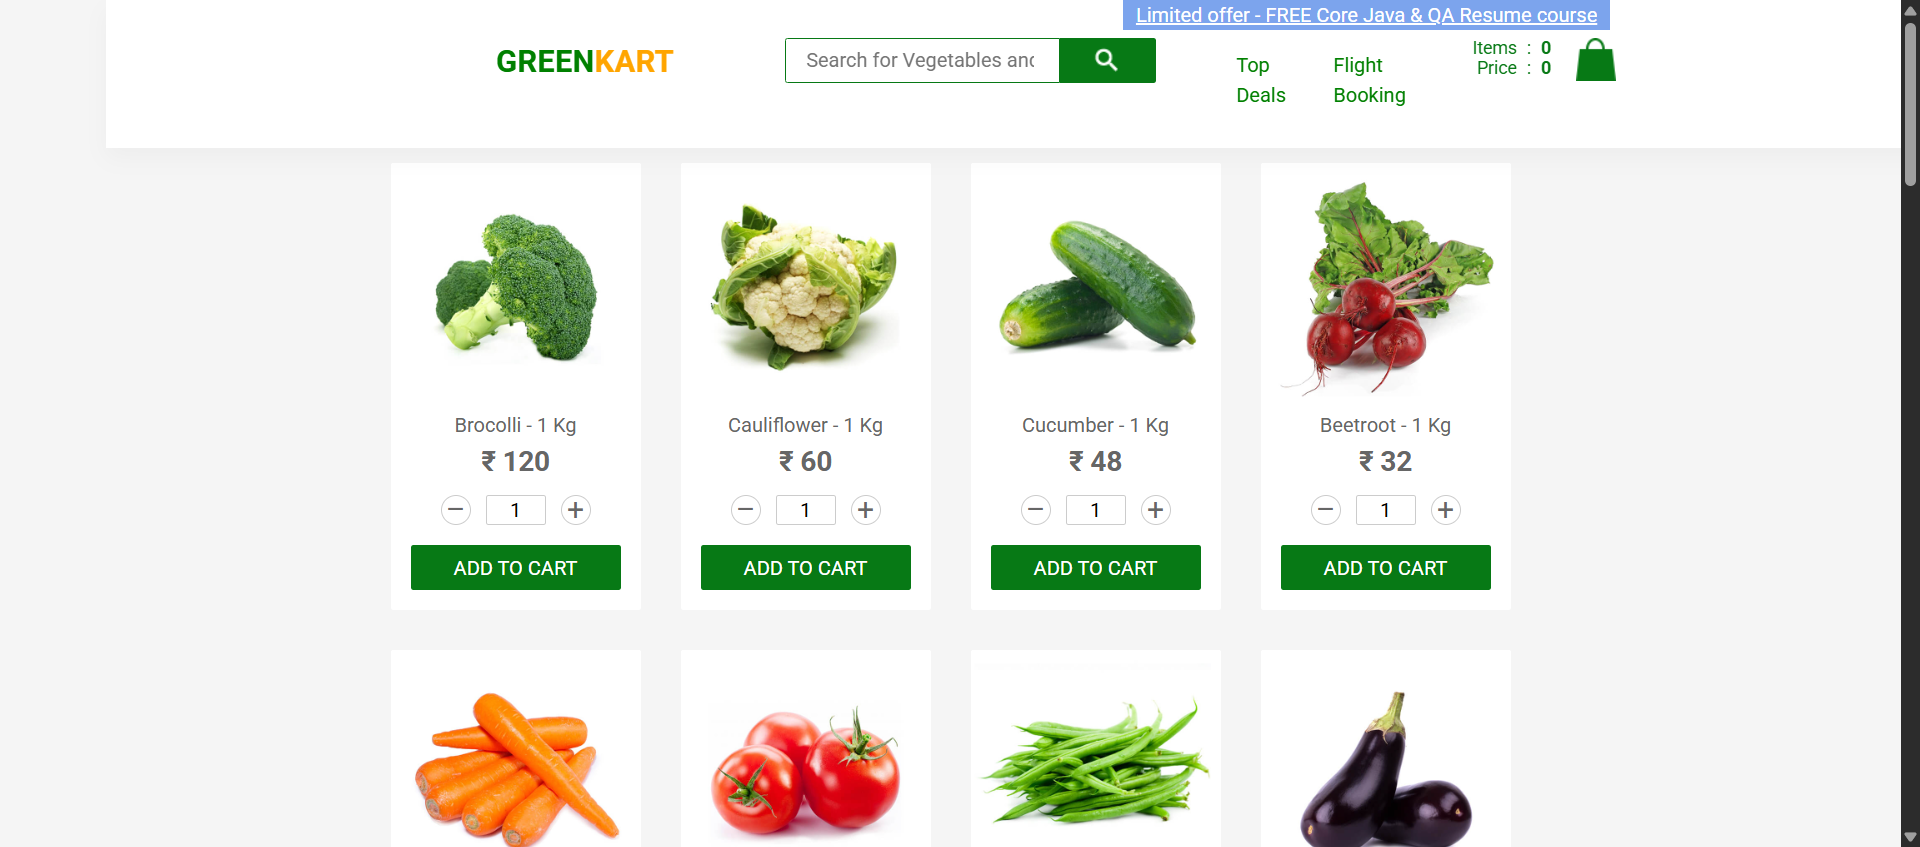 Limited offer - FREE Core Java & QA Resume course
GREENKART
Search for Vegetables and
Top
Deals
Flight
Booking
Items : 0
Price : 0
Brocolli - 1 Kg
₹ 120
− 1 +
ADD TO CART
Cauliflower - 1 Kg
₹ 60
− 1 +
ADD TO CART
Cucumber - 1 Kg
₹ 48
− 1 +
ADD TO CART
Beetroot - 1 Kg
₹ 32
− 1 +
ADD TO CART